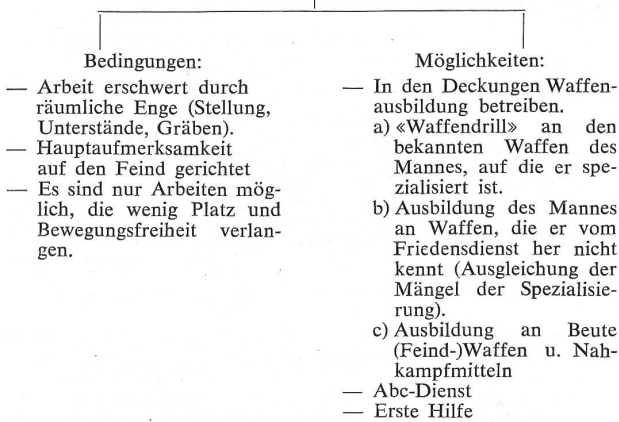 Bedingungen:
— Arbeit erschwert durch
räumliche Enge (Stellung,
Unterstände, Gräben).
— Hauptaufmerksamkeit
auf den Feind gerichtet
— Es sind nur Arbeiten mög-
lich, die wenig Platz und
Bewegungsfreiheit verlan-
gen.
Möglichkeiten:
— In den Deckungen Waffen-
ausbildung betreiben.
a) «Waffendrill» an den
bekannten Waffen des
Mannes, auf die er spe-
zialisiert ist.
b) Ausbildung des Mannes
an Waffen, die er vom
Friedensdienst her nicht
kennt (Ausgleichung der
Mängel der Spezialisie-
rung).
c) Ausbildung an Beute
(Feind-)Waffen u. Nah-
kampfmitteln
— Abc-Dienst
— Erste Hilfe